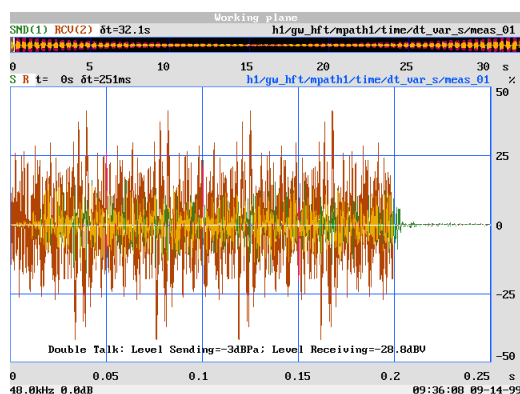 Working plane
SND(1) RCV(2) δt=32.1s h1/gw_hft/mpath1/time/dt_var_s/meas_01
0 5 10 15 20 25 30 s
S R t= 0s δt=251ms h1/gw_hft/mpath1/time/dt_var_s/meas_01 %
50
25
0
−25
−50
Double Talk: Level Sending=-3dBPa; Level Receiving=-28.8dBV
0 0.05 0.1 0.15 0.2 0.25 s
48.0kHz 0.0dB 09:36:08 09-14-99